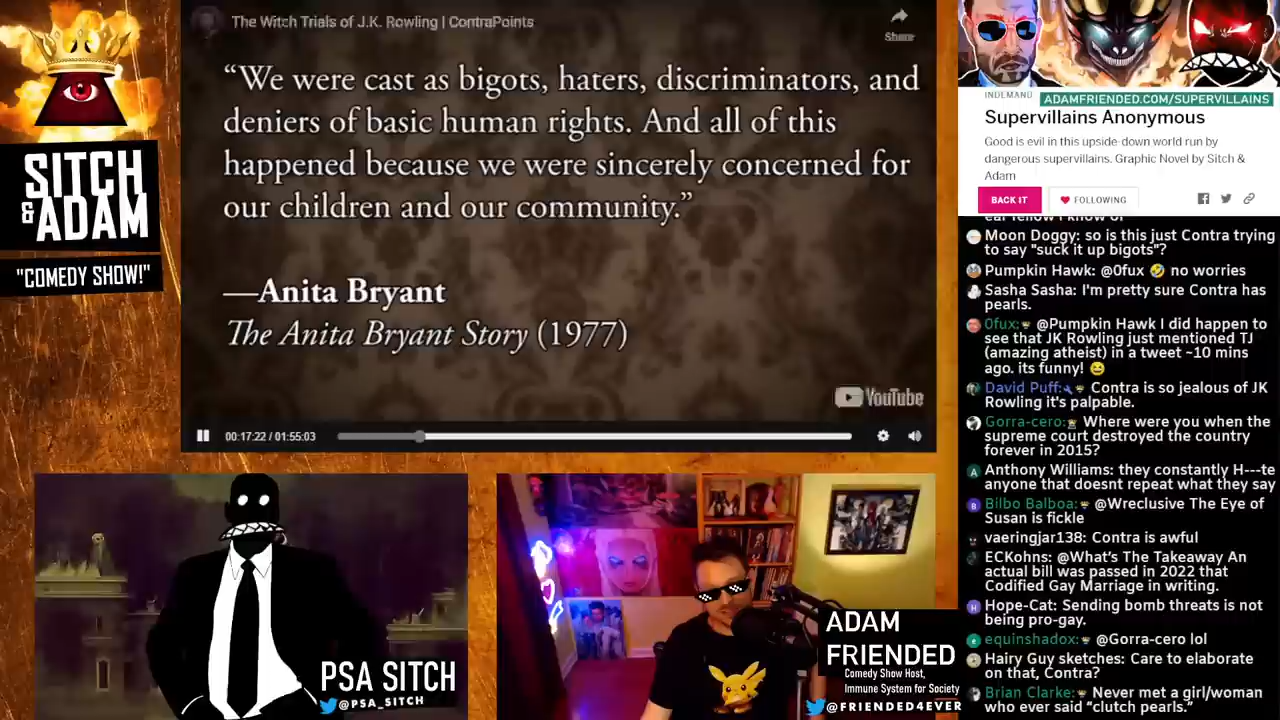 The Witch Trials of J.K. Rowling | ContraPoints
Share
“We were cast as bigots, haters, discriminators, and
deniers of basic human rights. And all of this
happened because we were sincerely concerned for
our children and our community.”
—Anita Bryant
The Anita Bryant Story (1977)
YouTube
00:17:22 / 01:55:03
SITCH
& ADAM
"COMEDY SHOW!"
PSA SITCH
@PSA_SITCH
ADAM
FRIENDED
Comedy Show Host,
Immune System for Society
@FRIENDED4EVER
INDEMAND
ADAMFRIENDED.COM/SUPERVILLAINS
Supervillains Anonymous
Good is evil in this upside-down world run by
dangerous supervillains. Graphic Novel by Sitch &
Adam
BACK IT
FOLLOWING
ear fellow I know of
Moon Doggy: so is this just Contra trying
to say "suck it up bigots"?
Pumpkin Hawk: @0fux 🤣 no worries
Sasha Sasha: I'm pretty sure Contra has
pearls.
0fux: @Pumpkin Hawk I did happen to
see that JK Rowling just mentioned TJ
(amazing atheist) in a tweet ~10 mins
ago. its funny! 😄
David Puff: Contra is so jealous of JK
Rowling it's palpable.
Gorra-cero: Where were you when the
supreme court destroyed the country
forever in 2015?
A Anthony Williams: they constantly H---te
anyone that doesnt repeat what they say
B Bilbo Balboa: @Wreclusive The Eye of
Susan is fickle
vaeringjar138: Contra is awful
ECKohns: @What's The Takeaway An
actual bill was passed in 2022 that
Codified Gay Marriage in writing.
H Hope-Cat: Sending bomb threats is not
being pro-gay.
e equinshadox: @Gorra-cero lol
Hairy Guy sketches: Care to elaborate
on that, Contra?
Brian Clarke: Never met a girl/woman
who ever said “clutch pearls.”